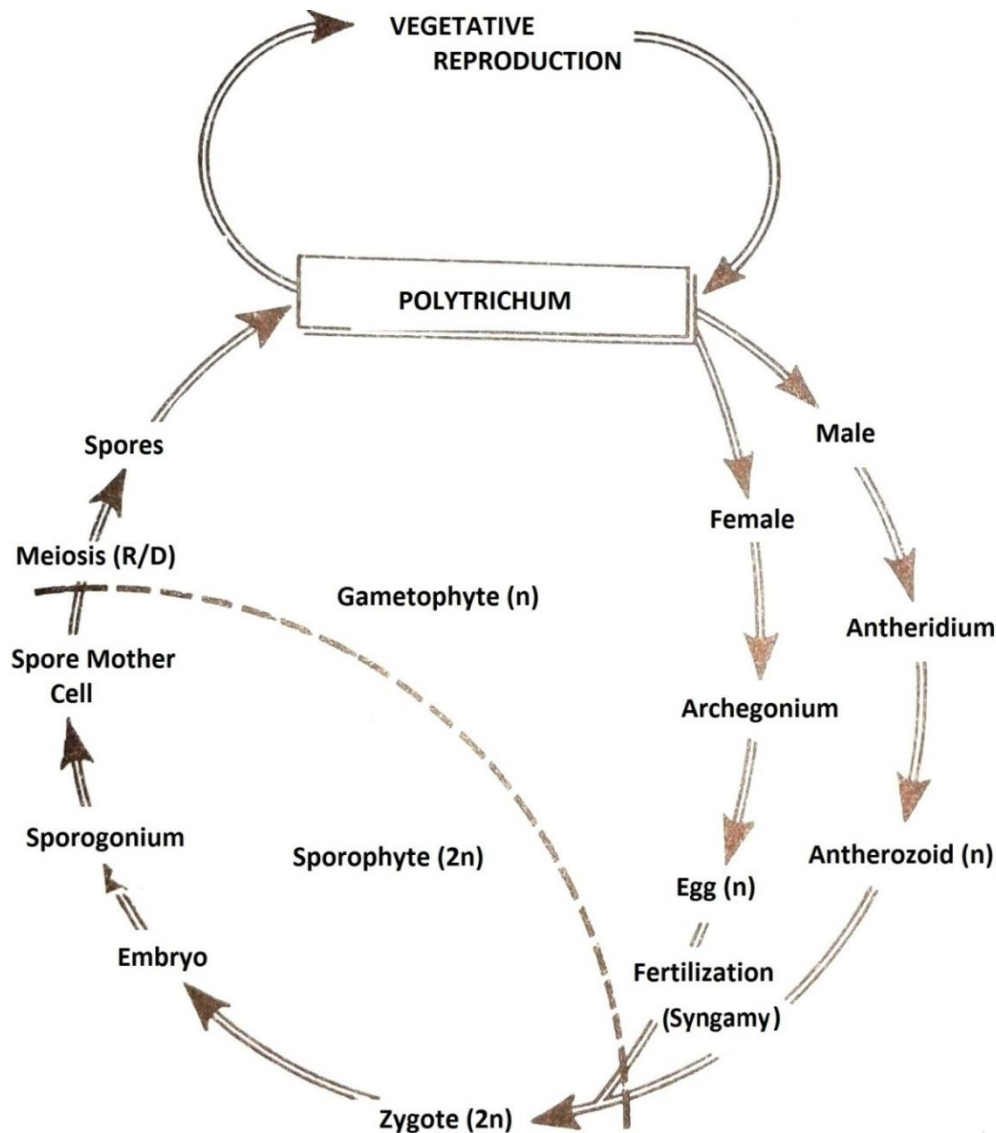 VEGETATIVE
REPRODUCTION
POLYTRICHUM
Spores
Male
Female
Meiosis (R/D)
Gametophyte (n)
Antheridium
Spore Mother
Cell
Archegonium
Sporogonium
Sporophyte (2n)
Antherozoid (n)
Egg (n)
Embryo
Fertilization
(Syngamy)
Zygote (2n)